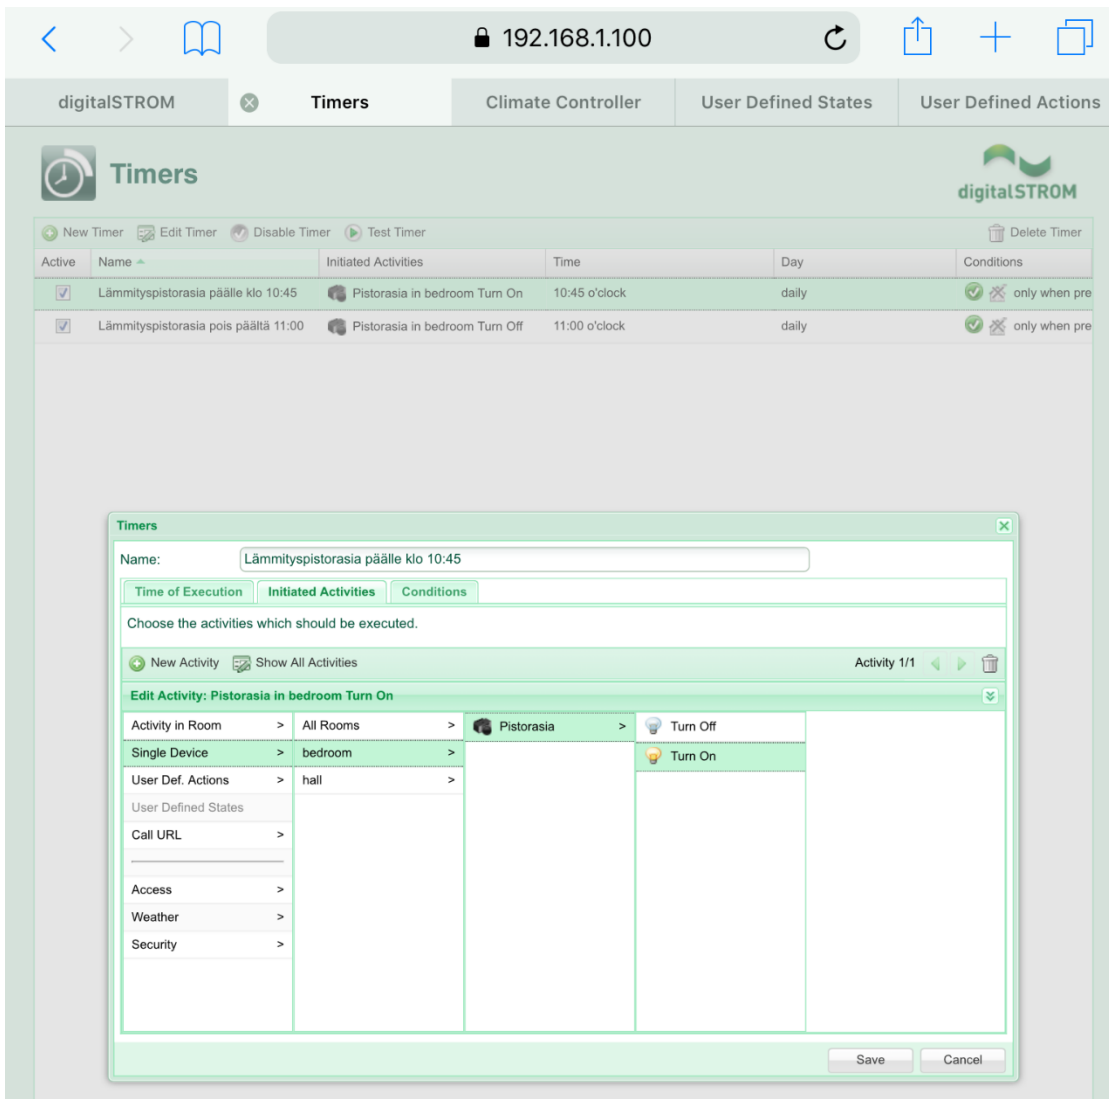 192.168.1.100
digitalSTROM Timers Climate Controller User Defined States User Defined Actions
Timers
digitalSTROM
New Timer Edit Timer Disable Timer Test Timer Delete Timer
Active Name Initiated Activities Time Day Conditions
Lämmityspistorasia päälle klo 10:45 Pistorasia in bedroom Turn On 10:45 o'clock daily only when pre
Lämmityspistorasia pois päältä 11:00 Pistorasia in bedroom Turn Off 11:00 o'clock daily only when pre
Timers
Name: Lämmityspistorasia päälle klo 10:45
Time of Execution Initiated Activities Conditions
Choose the activities which should be executed.
New Activity Show All Activities Activity 1/1
Edit Activity: Pistorasia in bedroom Turn On
Activity in Room > All Rooms > Pistorasia > Turn Off
Single Device > bedroom > Turn On
User Def. Actions > hall >
User Defined States
Call URL >
Access >
Weather >
Security >
Save Cancel